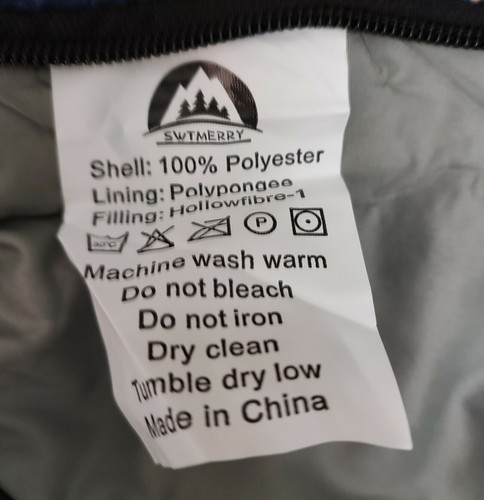 SWTMERRY
Shell: 100% Polyester
Lining: Polypongee
Filling: Hollowfibre-1
30°C P
Machine wash warm
Do not bleach
Do not iron
Dry clean
Tumble dry low
Made in China